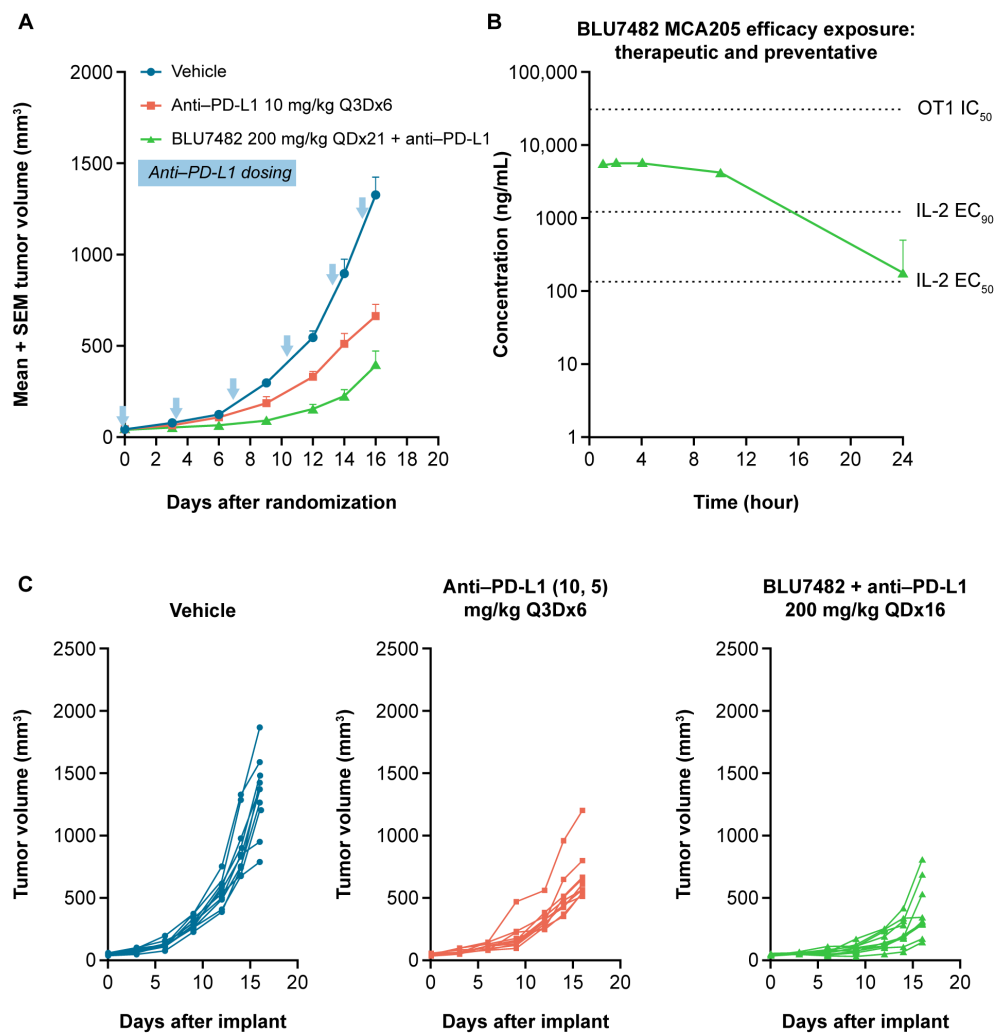 A
Mean + SEM tumor volume (mm³)
2000
1500
1000
500
0
Vehicle
Anti–PD-L1 10 mg/kg Q3Dx6
BLU7482 200 mg/kg QDx21 + anti–PD-L1
Anti–PD-L1 dosing
0 2 4 6 8 10 12 14 16 18 20
Days after randomization
B
BLU7482 MCA205 efficacy exposure:
therapeutic and preventative
Concentration (ng/mL)
100,000
10,000
1000
100
10
1
OT1 IC₅₀
IL-2 EC₉₀
IL-2 EC₅₀
0 4 8 12 16 20 24
Time (hour)
C
Vehicle
Tumor volume (mm³)
2500
2000
1500
1000
500
0
0 5 10 15 20
Days after implant
Anti–PD-L1 (10, 5)
mg/kg Q3Dx6
Tumor volume (mm³)
2500
2000
1500
1000
500
0
0 5 10 15 20
Days after implant
BLU7482 + anti–PD-L1
200 mg/kg QDx16
Tumor volume (mm³)
2500
2000
1500
1000
500
0
0 5 10 15 20
Days after implant